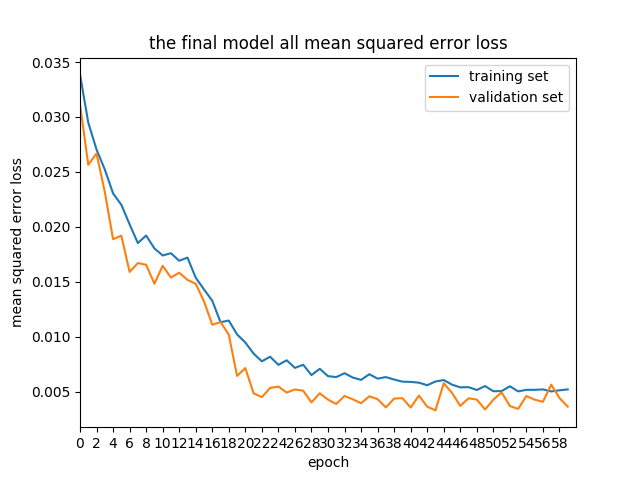 the final model all mean squared error loss
training set
validation set
mean squared error loss
0.035
0.030
0.025
0.020
0.015
0.010
0.005
0 2 4 6 8 10 12 14 16 18 20 22 24 26 28 30 32 34 36 38 40 42 44 46 48 50 52 54 56 58
epoch